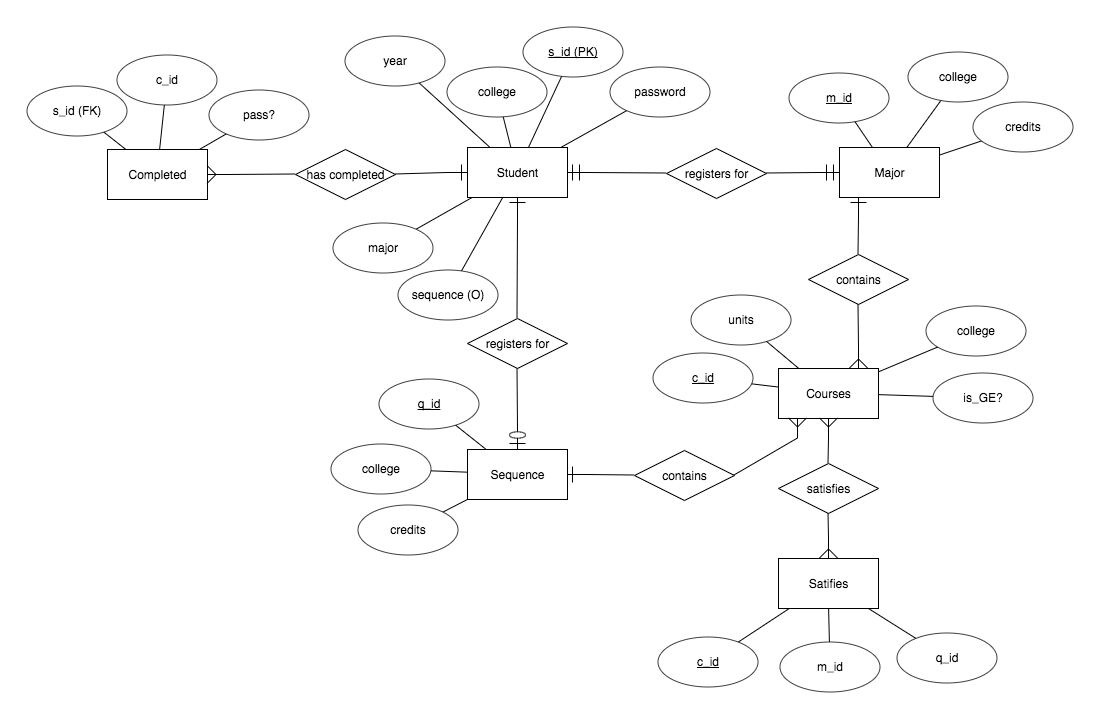 year
s_id (PK)
c_id
college
password
college
m_id
s_id (FK)
pass?
credits
Completed
has completed
Student
registers for
Major
major
sequence (O)
contains
units
college
registers for
c_id
Courses
is_GE?
q_id
college
Sequence
contains
satisfies
credits
Satifies
c_id
m_id
q_id